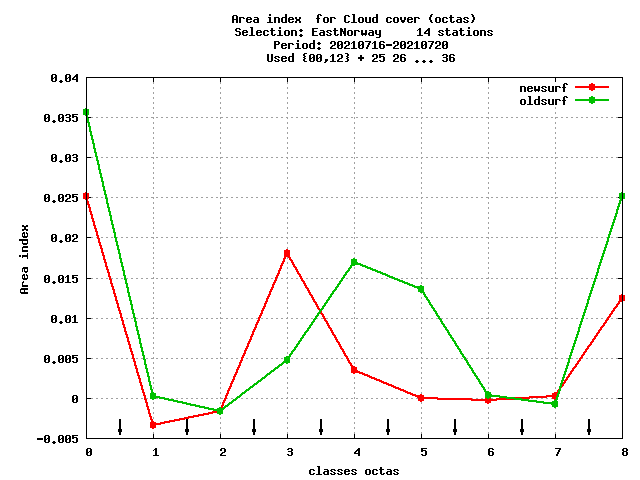 Area index  for Cloud cover (octas)
Selection: EastNorway     14 stations
Period: 20210716-20210720
Used {00,12} + 25 26 ... 36
newsurf
oldsurf
0.04
0.035
0.03
0.025
0.02
0.015
0.01
0.005
0
-0.005
Area index
0 1 2 3 4 5 6 7 8
classes octas